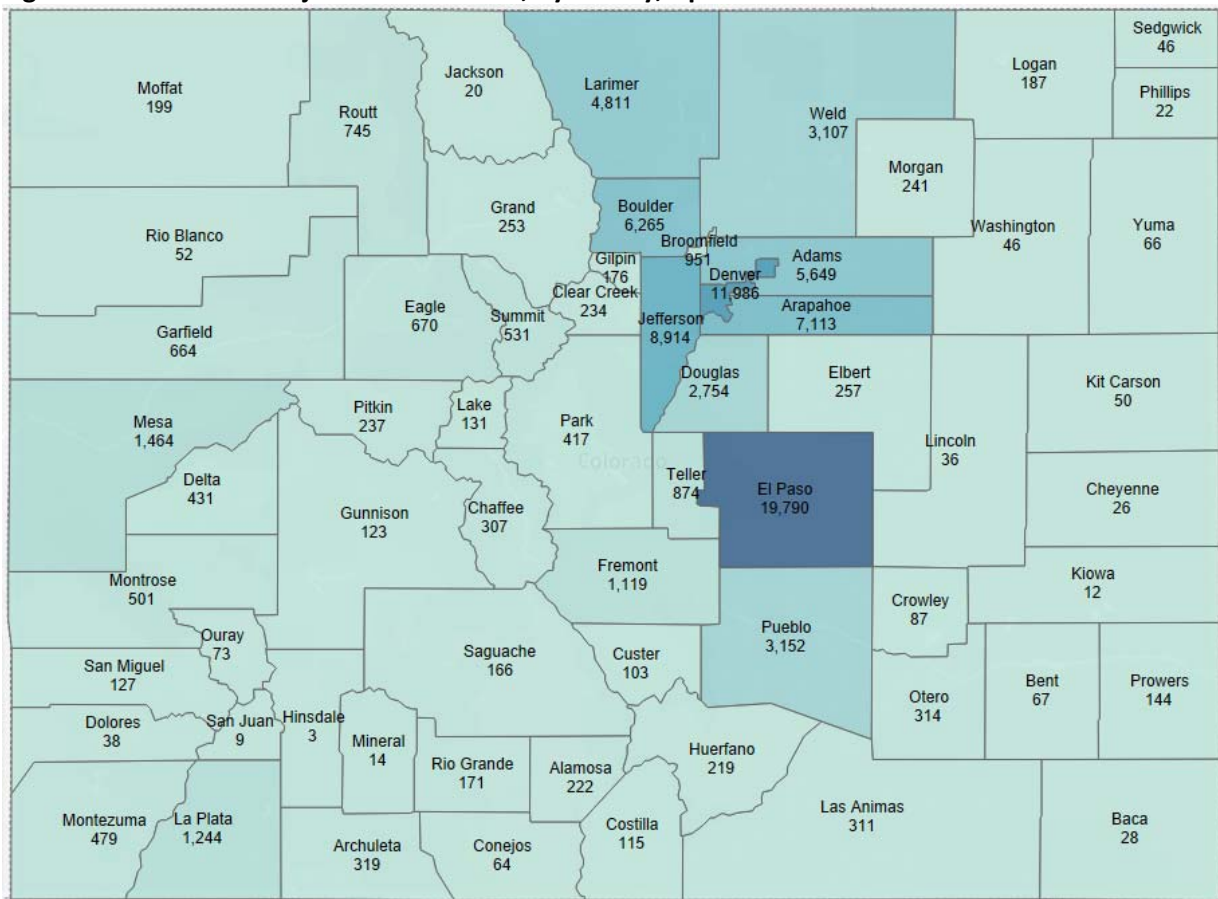 Sedgwick
46
Logan
187
Phillips
22
Moffat
199
Jackson
20
Larimer
4,811
Routt
745
Weld
3,107
Morgan
241
Washington
46
Yuma
66
Grand
253
Boulder
6,265
Broomfield
951
Rio Blanco
52
Gilpin
176
Denver
11,986
Adams
5,649
Clear Creek
234
Arapahoe
7,113
Eagle
670
Summit
531
Jefferson
8,914
Garfield
664
Douglas
2,754
Elbert
257
Kit Carson
50
Mesa
1,464
Pitkin
237
Lake
131
Park
417
Lincoln
36
Colorado
Delta
431
Teller
874
El Paso
19,790
Cheyenne
26
Gunnison
123
Chaffee
307
Fremont
1,119
Montrose
501
Kiowa
12
Crowley
87
Ouray
73
Pueblo
3,152
Saguache
166
Custer
103
San Miguel
127
Otero
314
Bent
67
Prowers
144
Dolores
38
San Juan
9
Hinsdale
3
Mineral
14
Rio Grande
171
Alamosa
222
Huerfano
219
Las Animas
311
Montezuma
479
La Plata
1,244
Archuleta
319
Conejos
64
Costilla
115
Baca
28